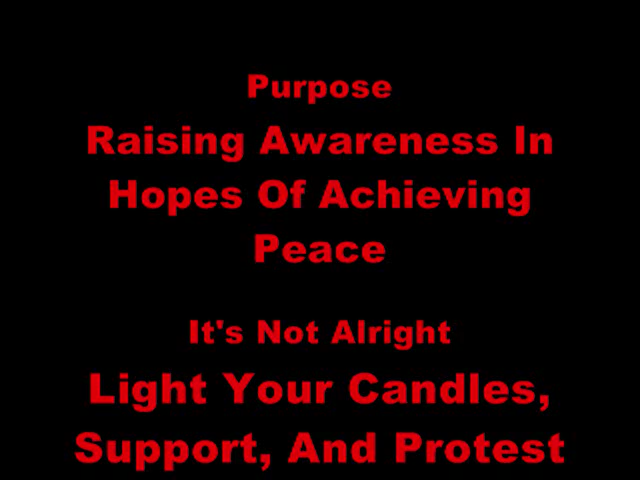 Purpose
Raising Awareness In
Hopes Of Achieving
Peace
It's Not Alright
Light Your Candles,
Support, And Protest